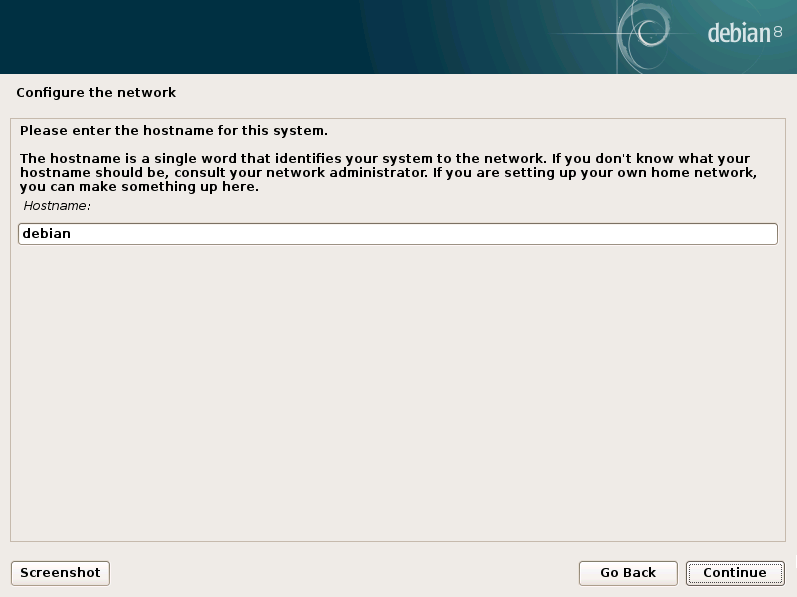 debian 8
Configure the network
Please enter the hostname for this system.
The hostname is a single word that identifies your system to the network. If you don't know what your
hostname should be, consult your network administrator. If you are setting up your own home network,
you can make something up here.
Hostname:
debian
Screenshot
Go Back
Continue